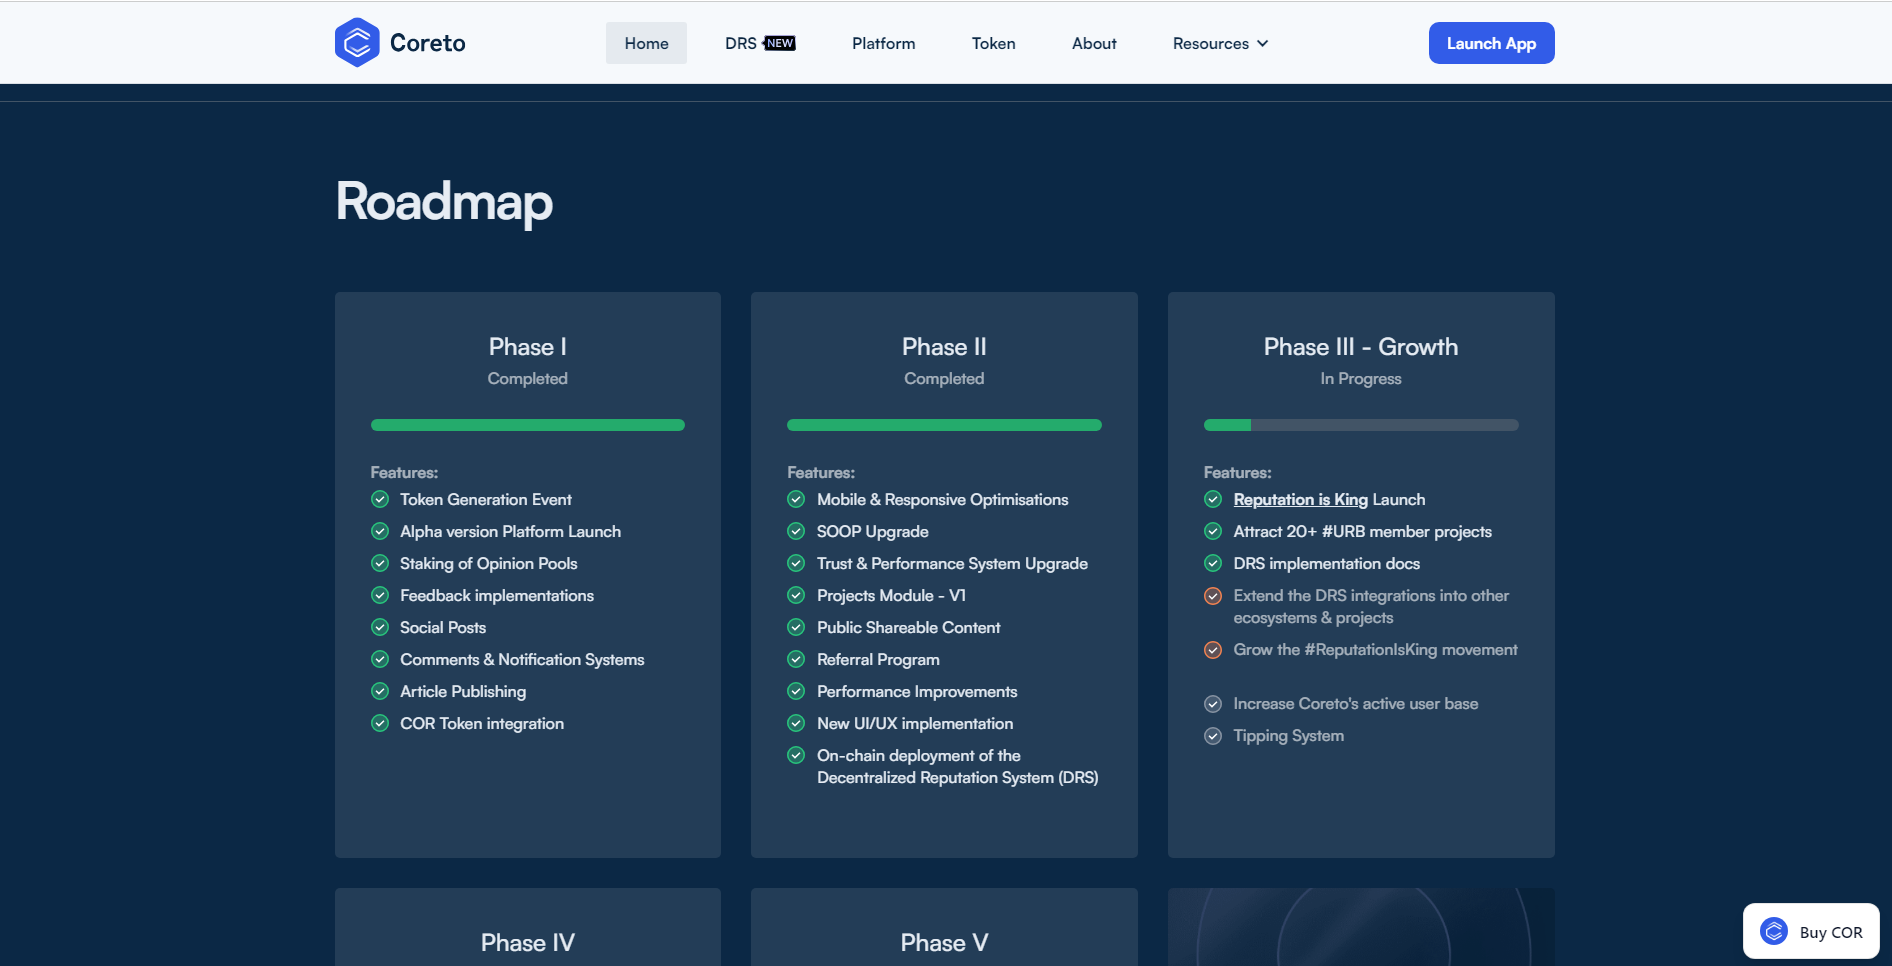 Coreto
Home
DRS NEW
Platform
Token
About
Resources
Launch App
Roadmap
Phase I
Completed
Features:
Token Generation Event
Alpha version Platform Launch
Staking of Opinion Pools
Feedback implementations
Social Posts
Comments & Notification Systems
Article Publishing
COR Token integration
Phase II
Completed
Features:
Mobile & Responsive Optimisations
SOOP Upgrade
Trust & Performance System Upgrade
Projects Module - V1
Public Shareable Content
Referral Program
Performance Improvements
New UI/UX implementation
On-chain deployment of the
Decentralized Reputation System (DRS)
Phase III - Growth
In Progress
Features:
Reputation is King Launch
Attract 20+ #URB member projects
DRS implementation docs
Extend the DRS integrations into other
ecosystems & projects
Grow the #ReputationIsKing movement
Increase Coreto's active user base
Tipping System
Phase IV
Phase V
Buy COR